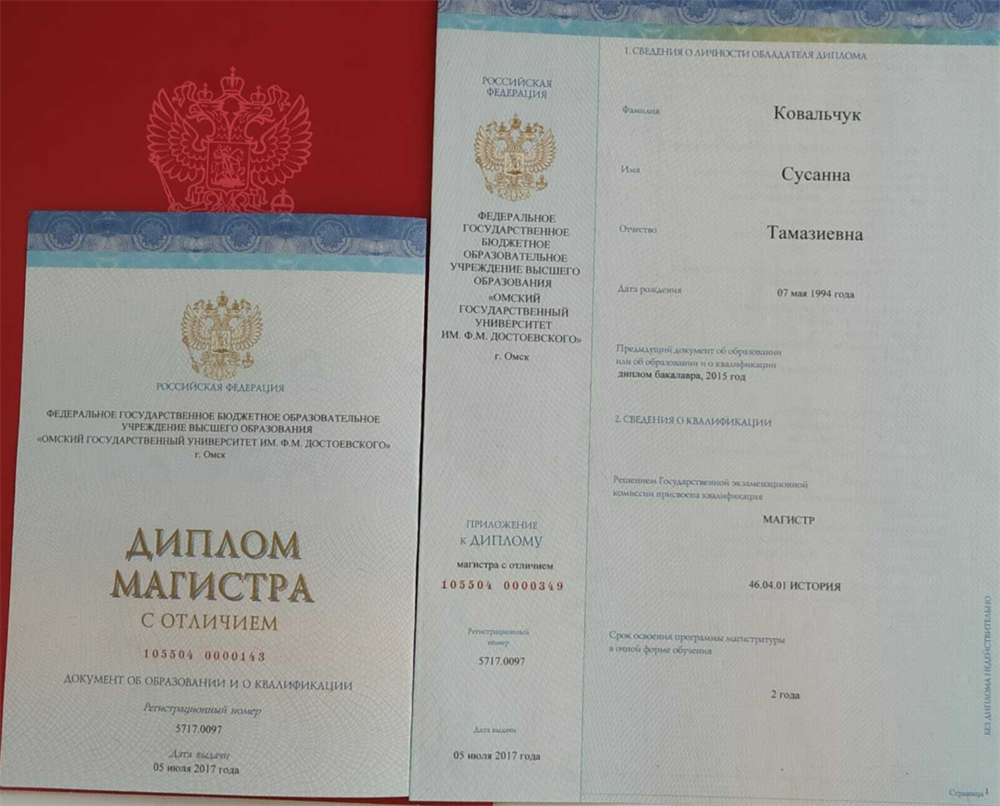 РОССИЙСКАЯ ФЕДЕРАЦИЯ
ФЕДЕРАЛЬНОЕ ГОСУДАРСТВЕННОЕ БЮДЖЕТНОЕ ОБРАЗОВАТЕЛЬНОЕ
УЧРЕЖДЕНИЕ ВЫСШЕГО ОБРАЗОВАНИЯ
«ОМСКИЙ ГОСУДАРСТВЕННЫЙ УНИВЕРСИТЕТ ИМ. Ф.М. ДОСТОЕВСКОГО»
г. Омск
ДИПЛОМ
МАГИСТРА
С ОТЛИЧИЕМ
105504 0000143
ДОКУМЕНТ ОБ ОБРАЗОВАНИИ И О КВАЛИФИКАЦИИ
Регистрационный номер
5717.0097
Дата выдачи
05 июля 2017 года
РОССИЙСКАЯ
ФЕДЕРАЦИЯ
ФЕДЕРАЛЬНОЕ
ГОСУДАРСТВЕННОЕ
БЮДЖЕТНОЕ
ОБРАЗОВАТЕЛЬНОЕ
УЧРЕЖДЕНИЕ ВЫСШЕГО
ОБРАЗОВАНИЯ
«ОМСКИЙ
ГОСУДАРСТВЕННЫЙ
УНИВЕРСИТЕТ
ИМ. Ф.М. ДОСТОЕВСКОГО»
г. Омск
ПРИЛОЖЕНИЕ
к ДИПЛОМУ
магистра с отличием
105504 0000349
Регистрационный
номер
5717.0097
Дата выдачи
05 июля 2017 года
1. СВЕДЕНИЯ О ЛИЧНОСТИ ОБЛАДАТЕЛЯ ДИПЛОМА
Фамилия
Ковальчук
Имя
Сусанна
Отчество
Тамазиевна
Дата рождения
07 мая 1994 года
Предыдущий документ об образовании
или об образовании и о квалификации
диплом бакалавра, 2015 год
2. СВЕДЕНИЯ О КВАЛИФИКАЦИИ
Решением Государственной экзаменационной
комиссии присвоена квалификация
МАГИСТР
46.04.01 ИСТОРИЯ
Срок освоения программы магистратуры
в очной форме обучения
2 года
БЕЗ ДИПЛОМА НЕДЕЙСТВИТЕЛЬНО
Страница 1